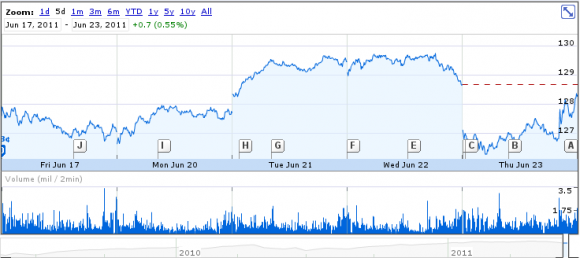 Zoom: 1d 5d 1m 3m 6m YTD 1y 5y 10y All
Jun 17, 2011 - Jun 23, 2011 +0.7 (0.55%)
130
129
128
127
J I H G F E C B A
Fri Jun 17 Mon Jun 20 Tue Jun 21 Wed Jun 22 Thu Jun 23
Volume (mil / 2min)
3.5
1.75
2010 2011